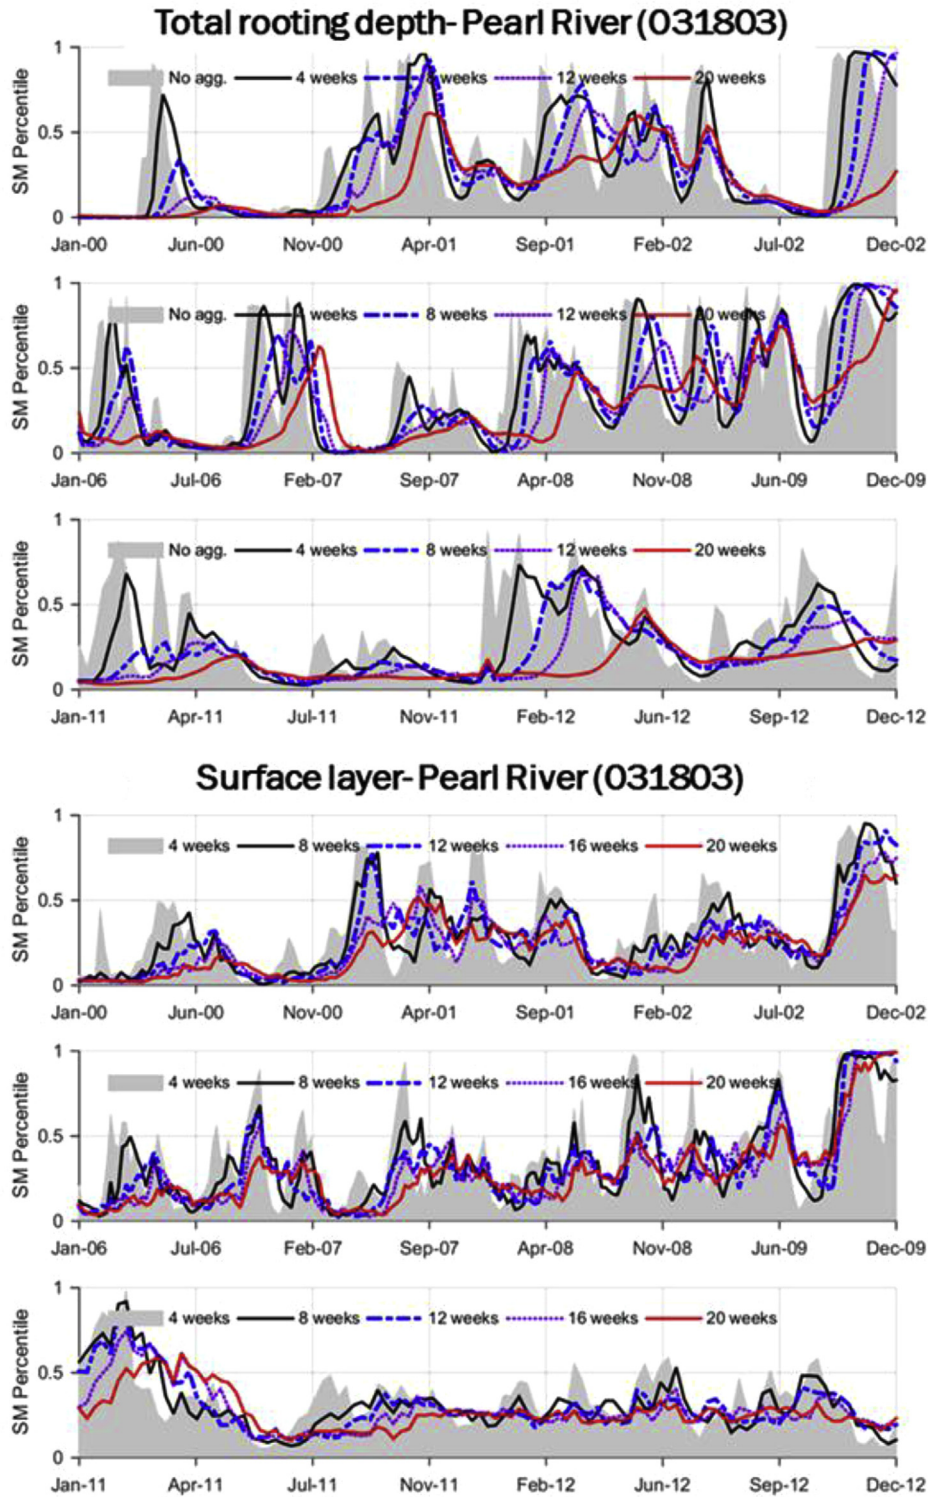 Total rooting depth- Pearl River (031803)
SM Percentile
1
0.5
0
No agg. 4 weeks 8 weeks 12 weeks 20 weeks
Jan-00 Jun-00 Nov-00 Apr-01 Sep-01 Feb-02 Jul-02 Dec-02
SM Percentile
1
0.5
0
No agg. weeks 8 weeks 12 weeks 20 weeks
Jan-06 Jul-06 Feb-07 Sep-07 Apr-08 Nov-08 Jun-09 Dec-09
SM Percentile
1
0.5
0
No agg. 4 weeks 8 weeks 12 weeks 20 weeks
Jan-11 Apr-11 Jul-11 Nov-11 Feb-12 Jun-12 Sep-12 Dec-12
Surface layer- Pearl River (031803)
SM Percentile
1
0.5
0
4 weeks 8 weeks 12 weeks 16 weeks 20 weeks
Jan-00 Jun-00 Nov-00 Apr-01 Sep-01 Feb-02 Jul-02 Dec-02
SM Percentile
1
0.5
0
4 weeks 8 weeks 12 weeks 16 weeks 20 weeks
Jan-06 Jul-06 Feb-07 Sep-07 Apr-08 Nov-08 Jun-09 Dec-09
SM Percentile
1
0.5
0
4 weeks 8 weeks 12 weeks 16 weeks 20 weeks
Jan-11 Apr-11 Jul-11 Nov-11 Feb-12 Jun-12 Sep-12 Dec-12